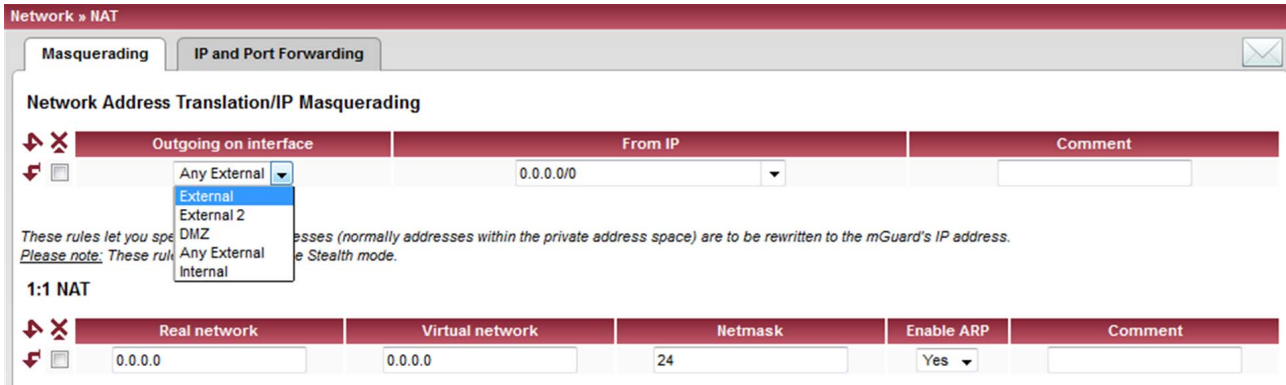 Network » NAT
Masquerading
IP and Port Forwarding
Network Address Translation/IP Masquerading
Outgoing on interface From IP Comment
Any External 0.0.0.0/0
External
External 2
DMZ
Any External
Internal
These rules let you spe esses (normally addresses within the private address space) are to be rewritten to the mGuard's IP address.
Please note: These rul e Stealth mode.
1:1 NAT
Real network Virtual network Netmask Enable ARP Comment
0.0.0.0 0.0.0.0 24 Yes